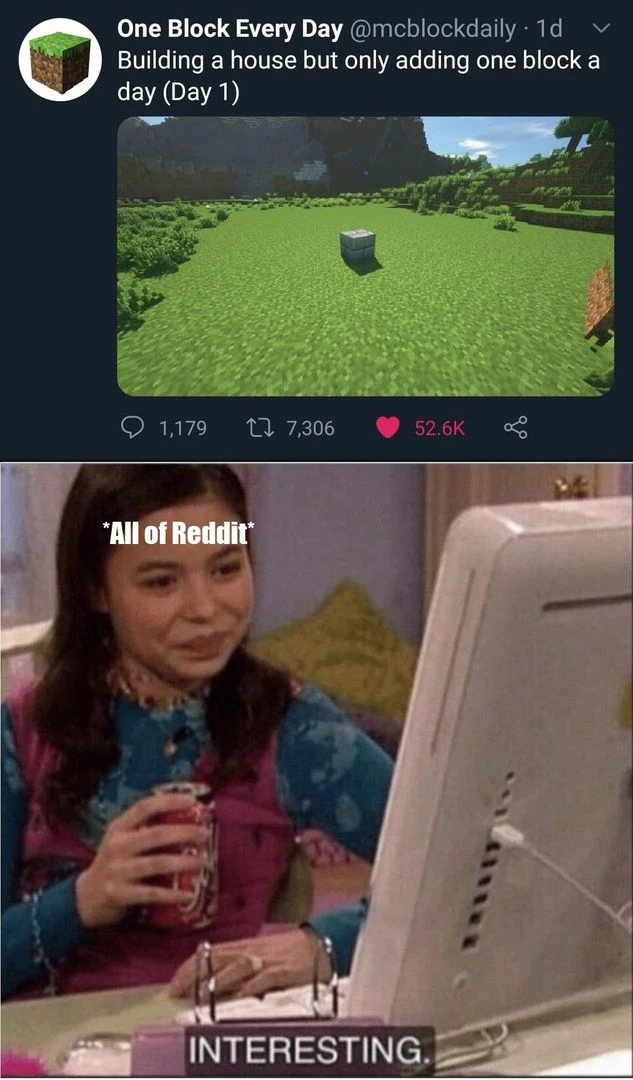 One Block Every Day @mcblockdaily · 1d
Building a house but only adding one block a
day (Day 1)
1,179 7,306 52.6K
*All of Reddit*
INTERESTING.